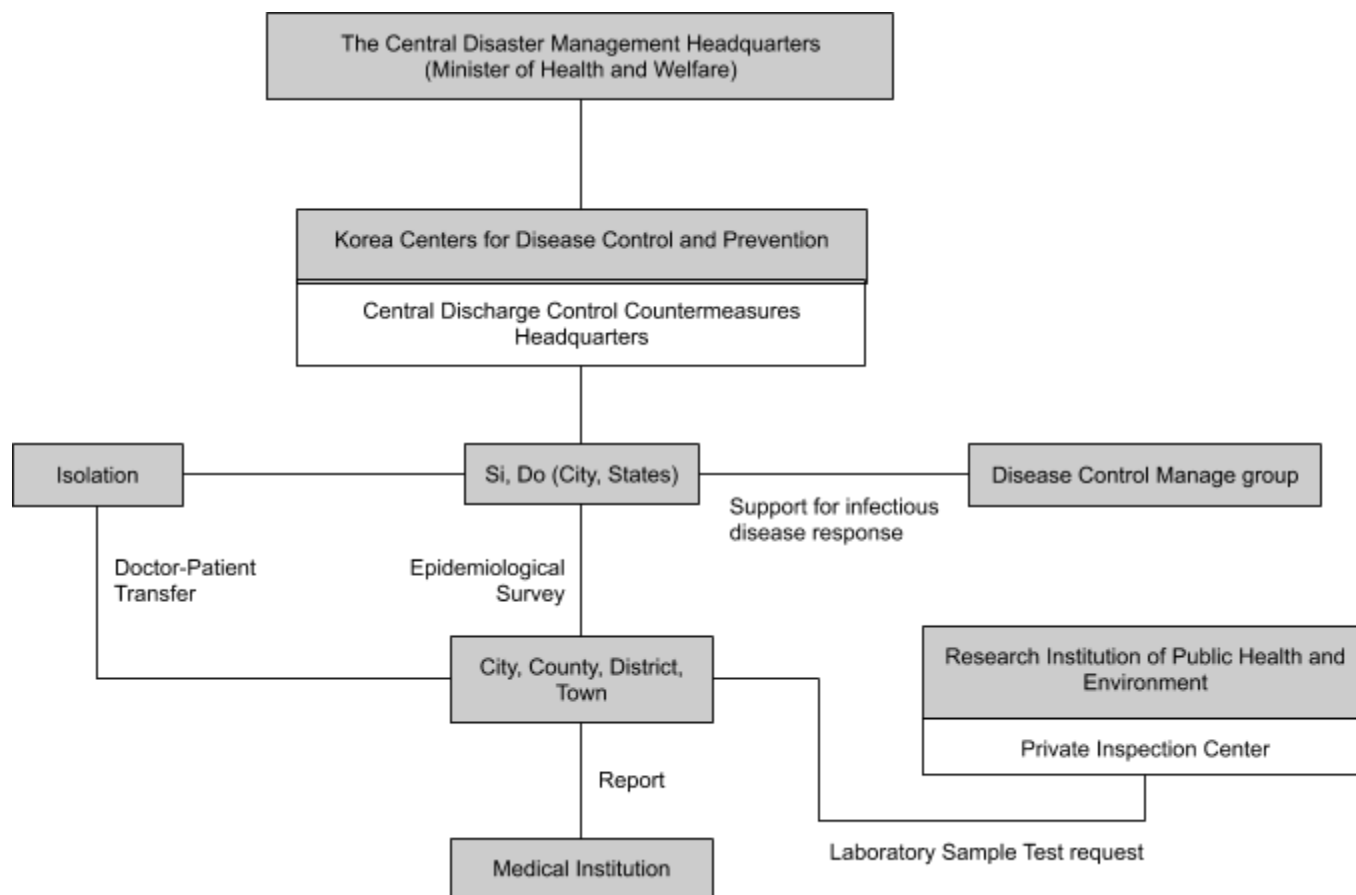 The Central Disaster Management Headquarters
(Minister of Health and Welfare)
Korea Centers for Disease Control and Prevention
Central Discharge Control Countermeasures
Headquarters
Isolation
Si, Do (City, States)
Disease Control Manage group
Support for infectious
disease response
Doctor-Patient
Transfer
Epidemiological
Survey
City, County, District,
Town
Research Institution of Public Health and
Environment
Private Inspection Center
Report
Laboratory Sample Test request
Medical Institution